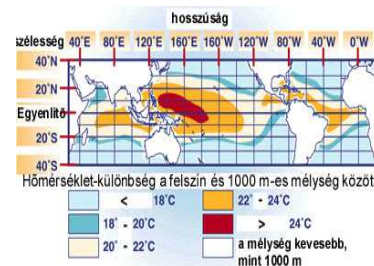 hosszúság
szélesség 40°E 80°E 120°E 160°E 160°W 120°W 80°W 40°W 0°W
40°N
20°N
Egyenlítő
20°S
40°S
Hőmérséklet-különbség a felszín és 1000 m-es mélység közöt
< 18°C
22° - 24°C
18° - 20°C
> 24°C
20° - 22°C
a mélység kevesebb,
mint 1000 m